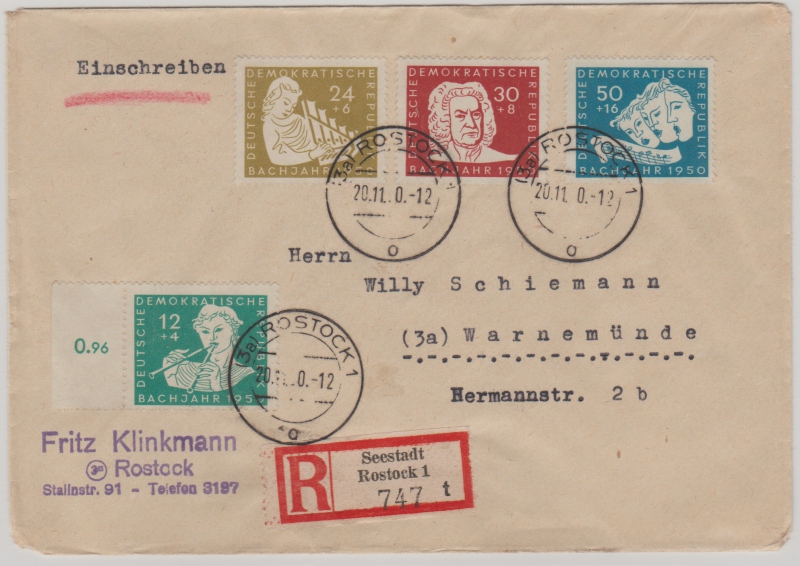 Einschreiben
DEUTSCHE DEMOKRATISCHE REPUBLIK
24
+6
BACHJAHR
DEUTSCHE DEMOKRATISCHE REPUBLIK
30
+8
BACHJAHR
DEUTSCHE DEMOKRATISCHE REPUBLIK
50
+16
BACHJAHR 1950
(3a) ROSTOCK 1
20.11. 0.-12
o
(3a) ROSTOCK 1
20.11. 0.-12
o
Herrn
Willy Schiemann
(3a) Warnemünde
Hermannstr. 2 b
0.96
DEUTSCHE DEMOKRATISCHE REPUBLIK
12
+4
BACHJAHR 1950
(3a) ROSTOCK 1
20.11. 0.-12
o
Fritz Klinkmann
3a Rostock
Stalinstr. 91 - Telefon 3197
R
Seestadt
Rostock 1
747 t